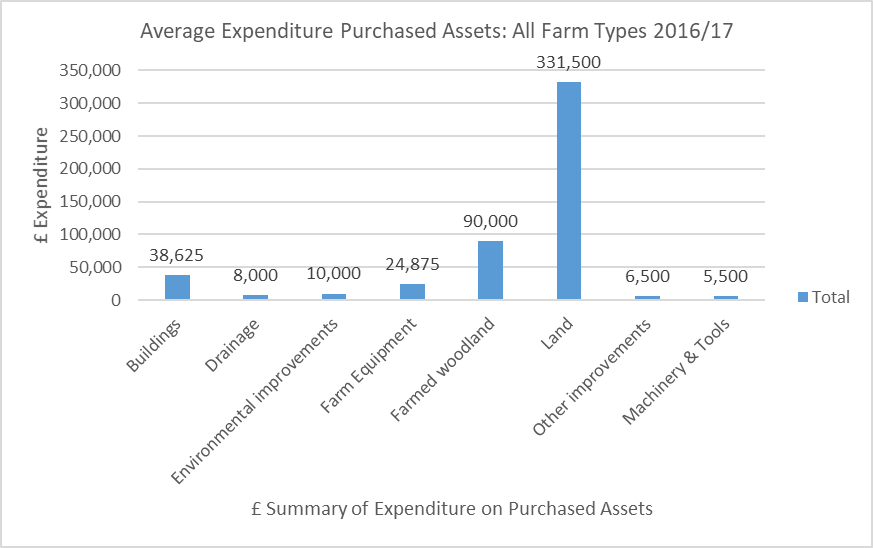 Average Expenditure Purchased Assets: All Farm Types 2016/17
£ Expenditure
350,000
300,000
250,000
200,000
150,000
100,000
50,000
0
38,625
8,000
10,000
24,875
90,000
331,500
6,500
5,500
Buildings
Drainage
Environmental improvements
Farm Equipment
Farmed woodland
Land
Other improvements
Machinery & Tools
Total
£ Summary of Expenditure on Purchased Assets